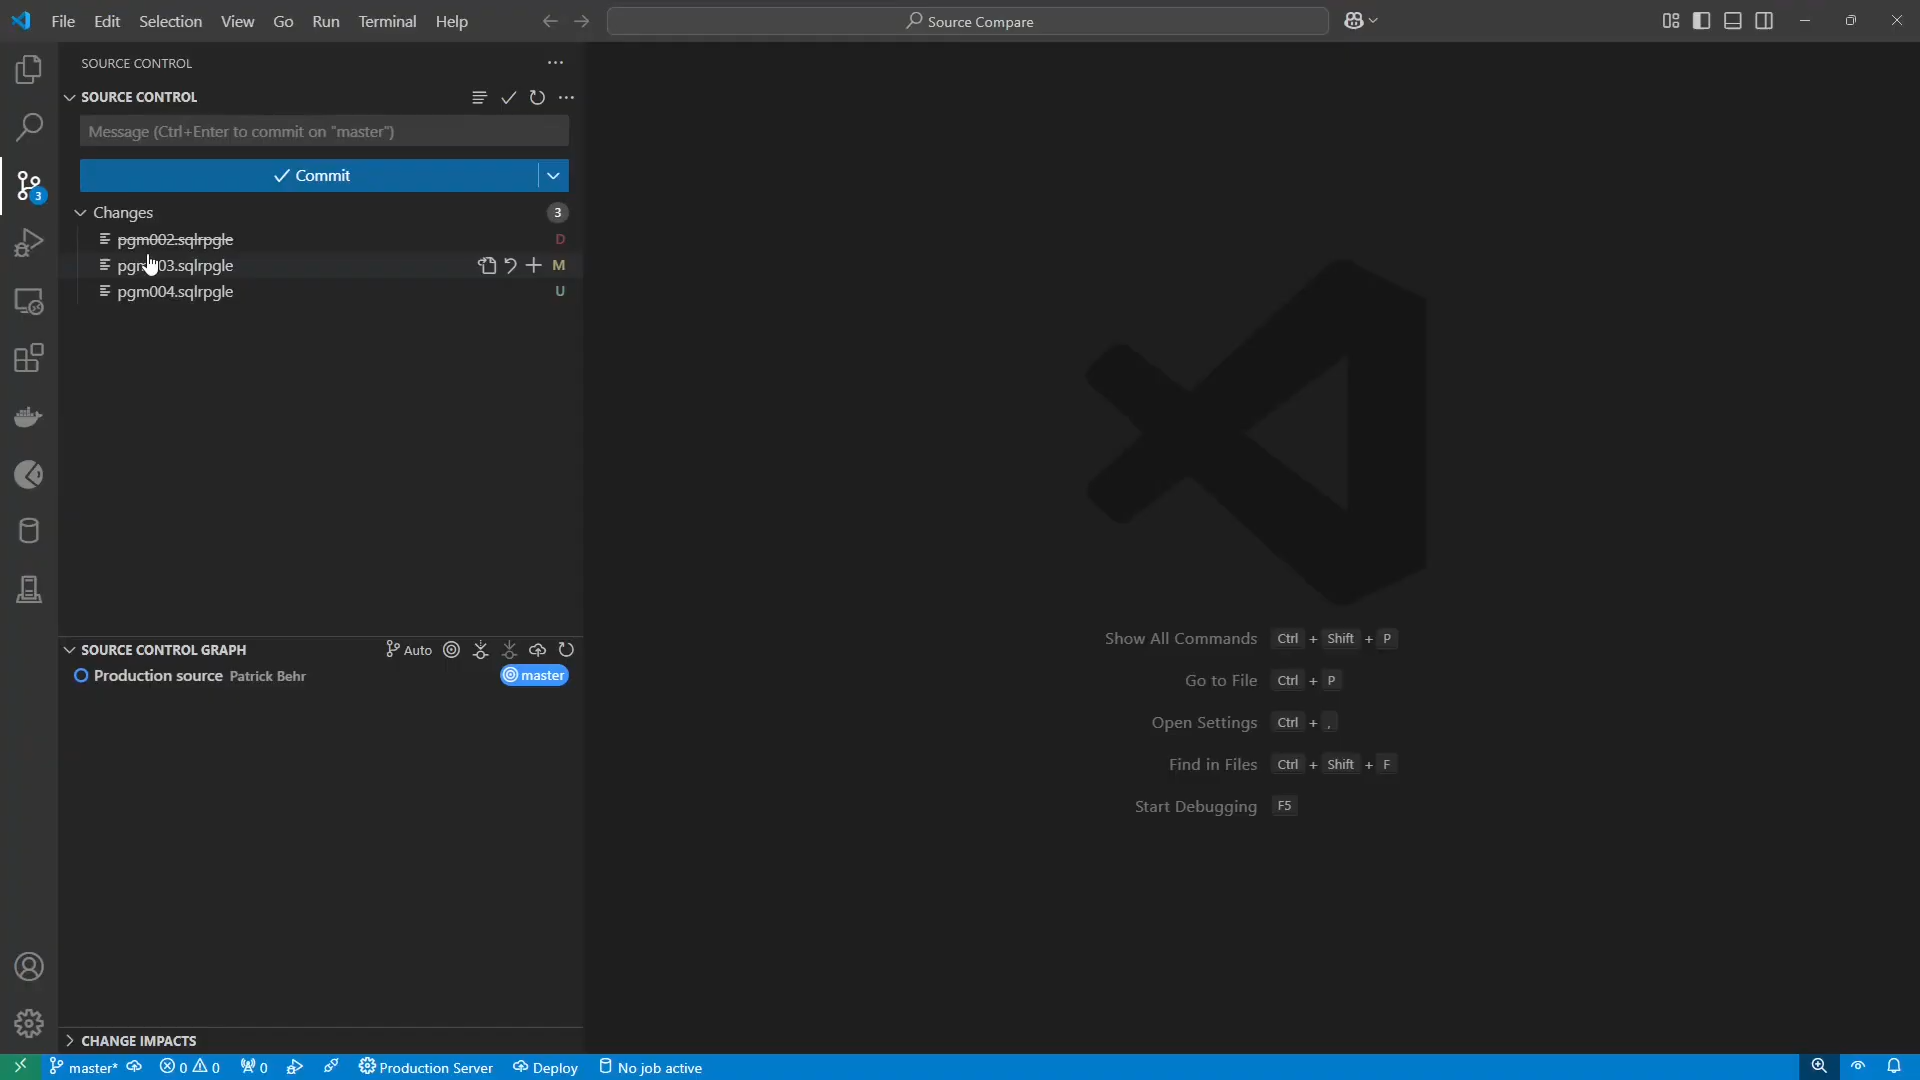 File Edit Selection View Go Run Terminal Help Source Compare
SOURCE CONTROL
SOURCE CONTROL
Message (Ctrl+Enter to commit on "master")
Commit
Changes 3
pgm002.sqlrpgle D
pgm003.sqlrpgle M
pgm004.sqlrpgle U
3
SOURCE CONTROL GRAPH Auto
Production source Patrick Behr master
Show All Commands Ctrl + Shift + P
Go to File Ctrl + P
Open Settings Ctrl + ,
Find in Files Ctrl + Shift + F
Start Debugging F5
CHANGE IMPACTS
master* 0 0 0 Production Server Deploy No job active